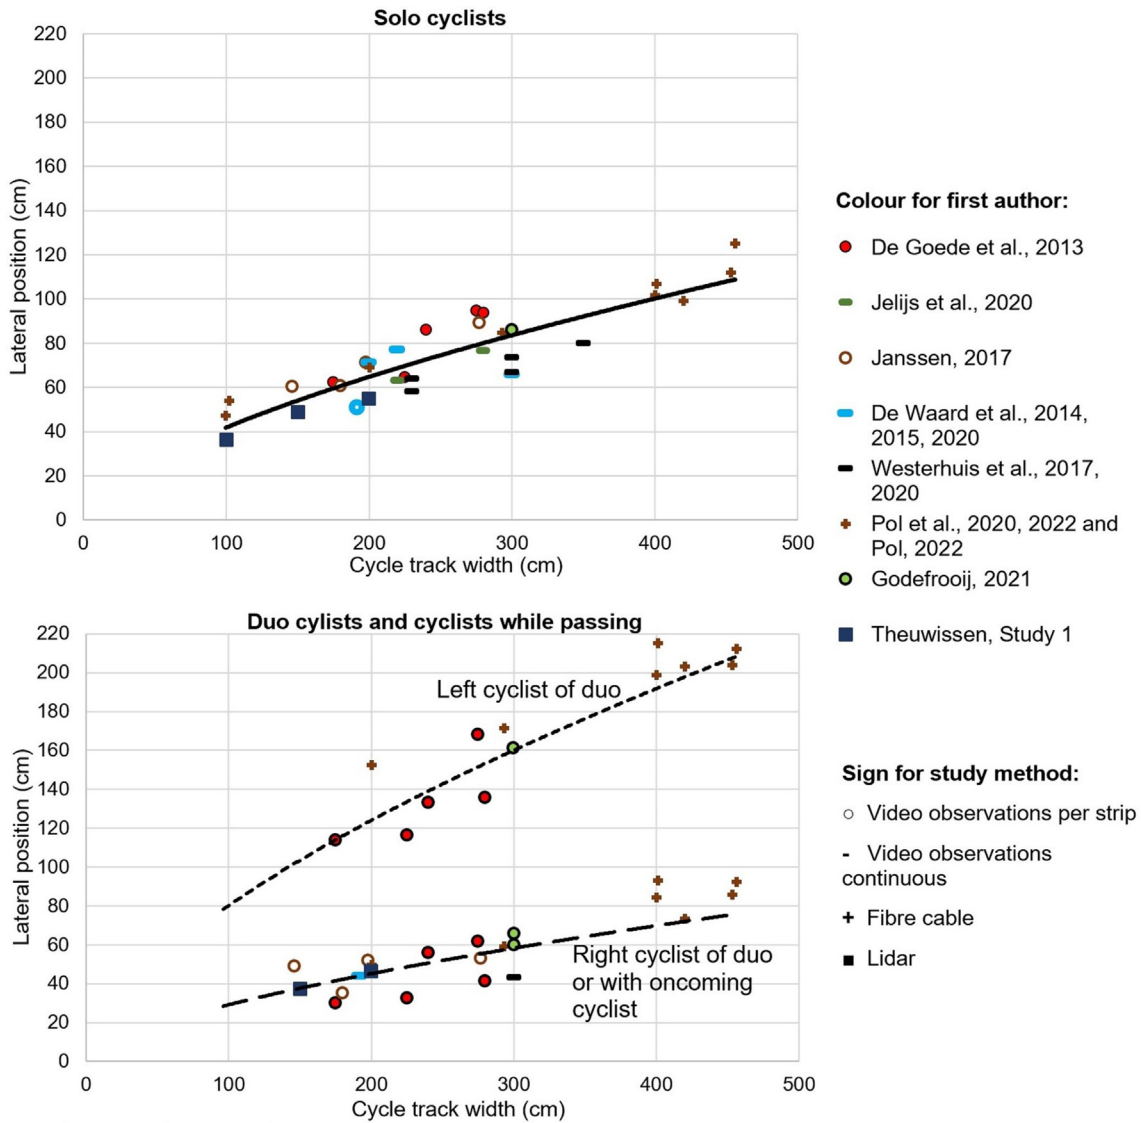 Solo cyclists
220
200
180
160
140
120
100
80
60
40
20
0
Lateral position (cm)
0 100 200 300 400 500
Cycle track width (cm)
Colour for first author:
De Goede et al., 2013
Jelijs et al., 2020
Janssen, 2017
De Waard et al., 2014,
2015, 2020
Westerhuis et al., 2017,
2020
Pol et al., 2020, 2022 and
Pol, 2022
Godefrooij, 2021
Theuwissen, Study 1
Duo cylists and cyclists while passing
220
200
180
160
140
120
100
80
60
40
20
0
Lateral position (cm)
Left cyclist of duo
Right cyclist of duo
or with oncoming
cyclist
0 100 200 300 400 500
Cycle track width (cm)
Sign for study method:
Video observations per strip
Video observations
continuous
Fibre cable
Lidar